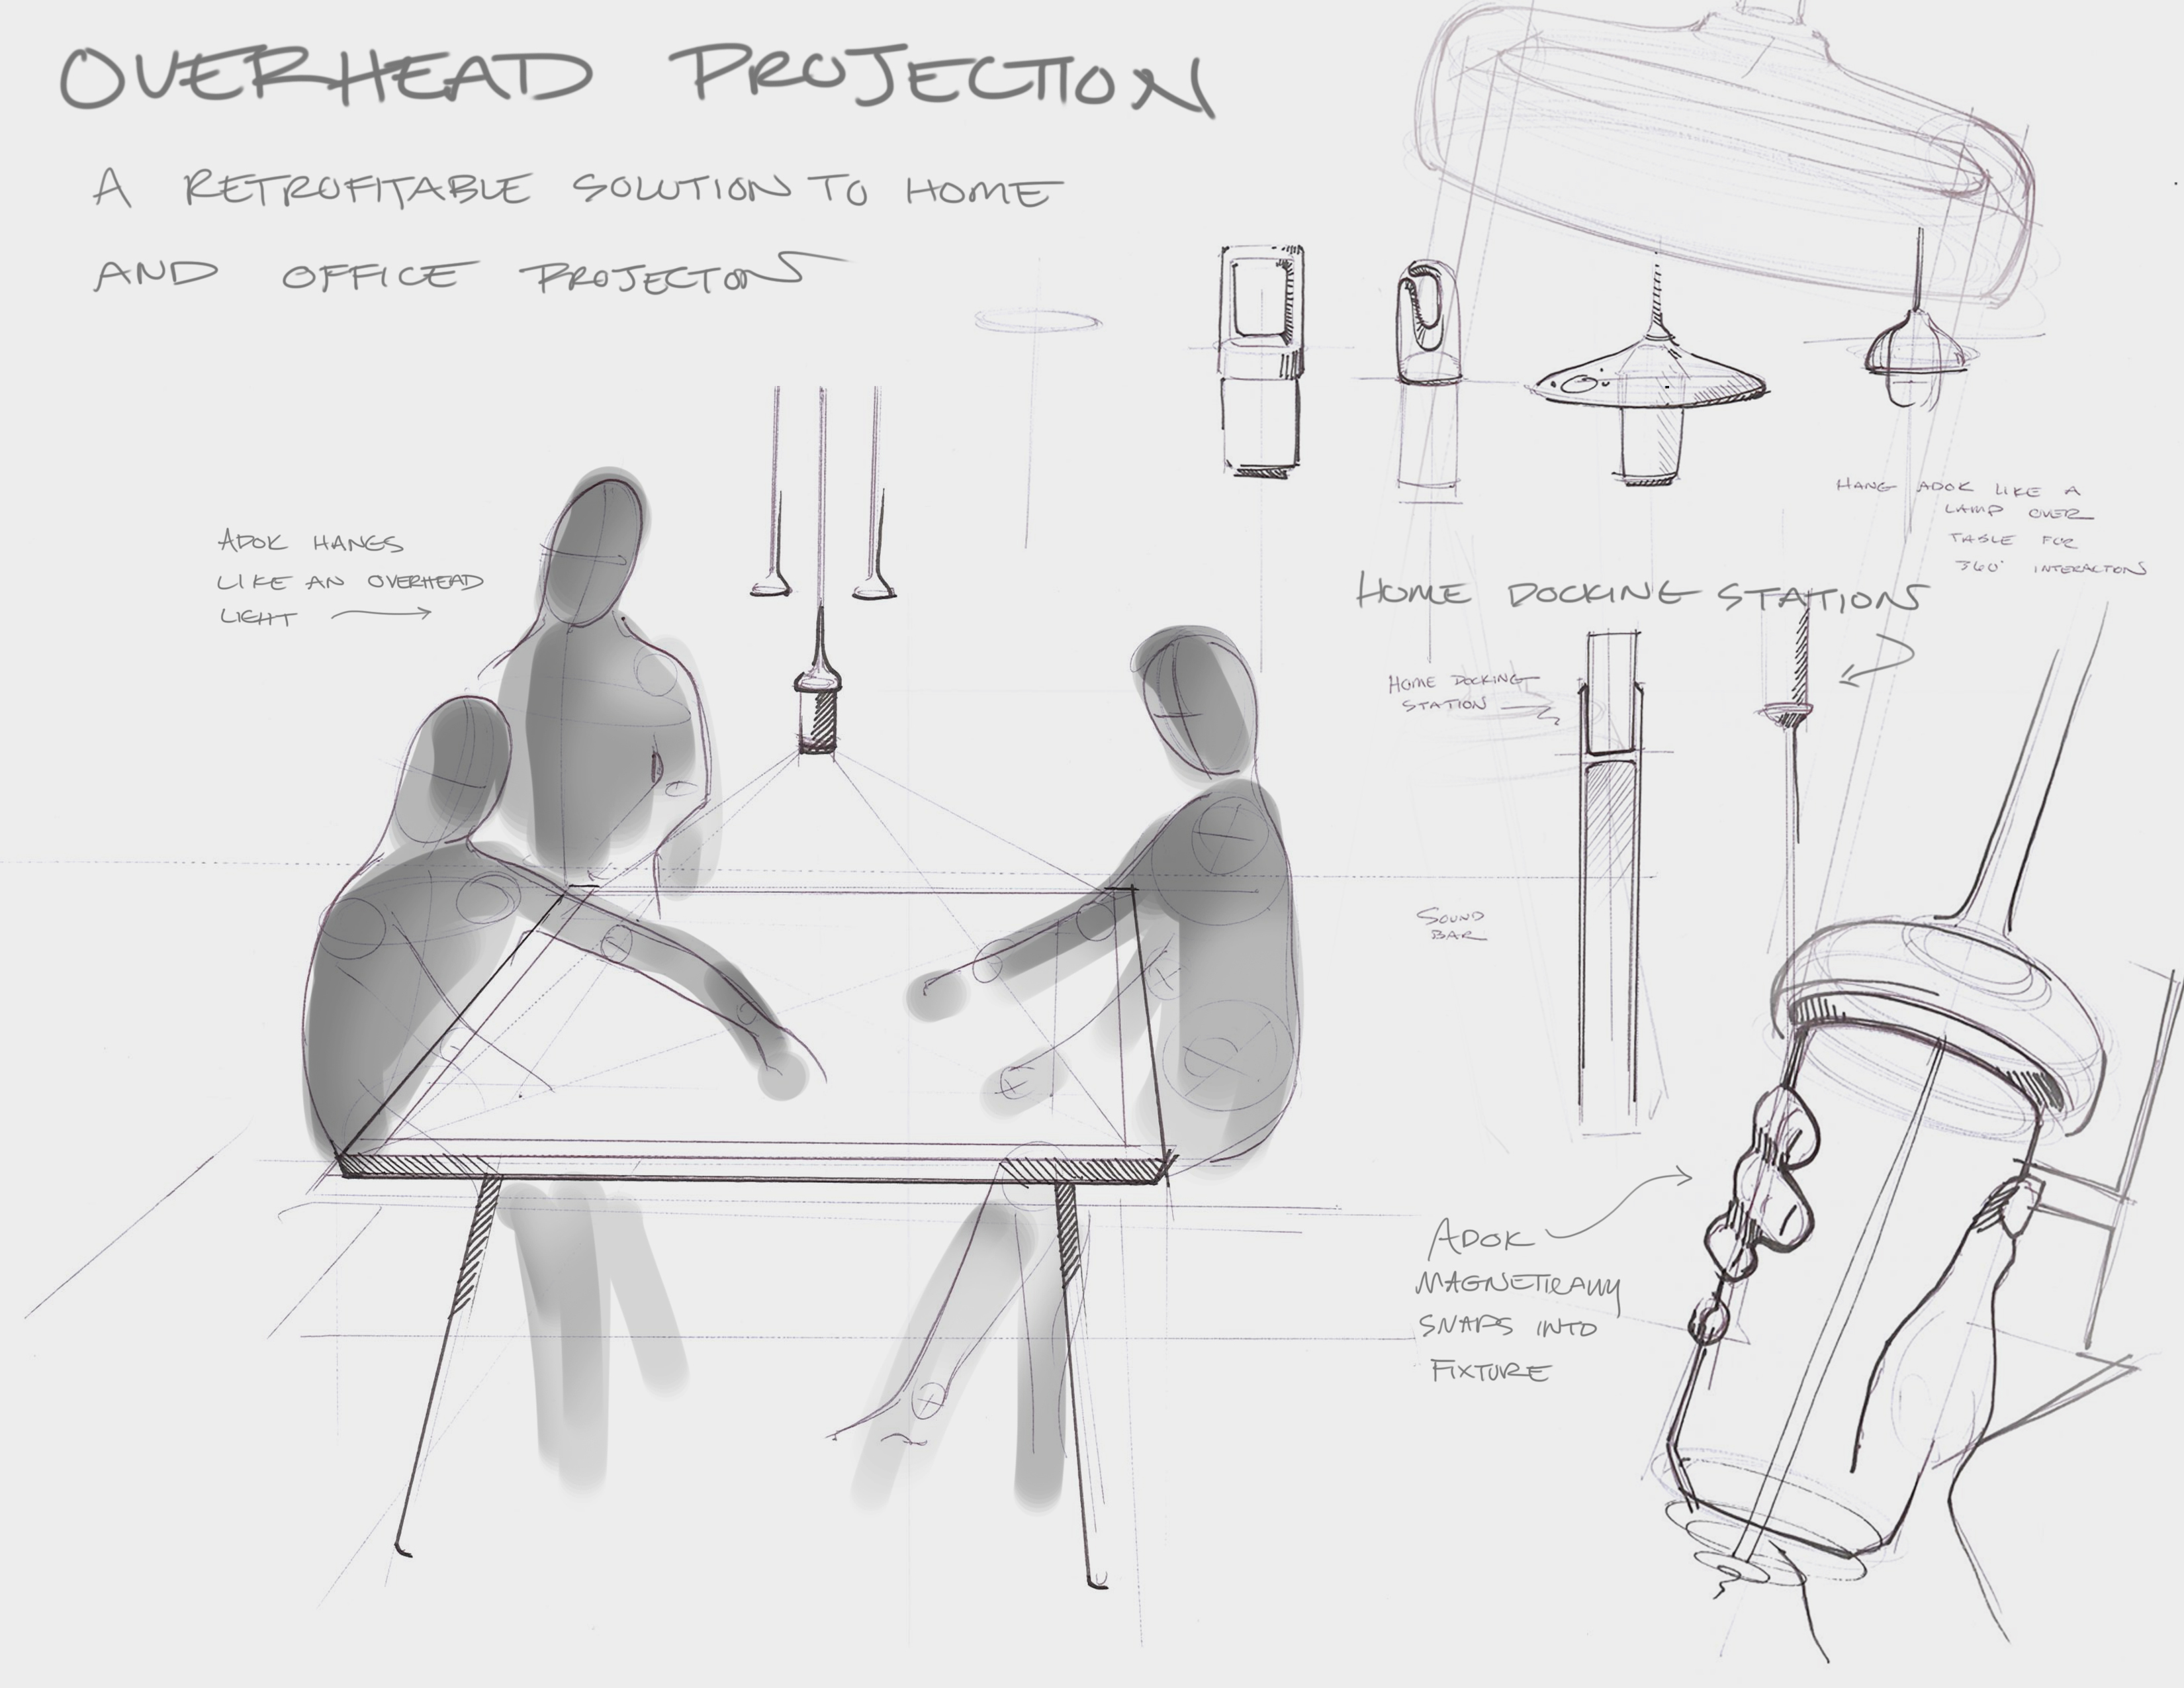 OVERHEAD PROJECTION
A RETROFITABLE SOLUTION TO HOME
AND OFFICE PROJECTON
ADOK HANGS
LIKE AN OVERHEAD
LIGHT
HANG ADOK LIKE A
LAMP OVER
TABLE FOR
360° INTERACTIONS
HOME DOCKING STATIONS
HOME DOCKING
STATION
SOUND
BAR
ADOK
MAGNETICALLY
SNAPS INTO
FIXTURE